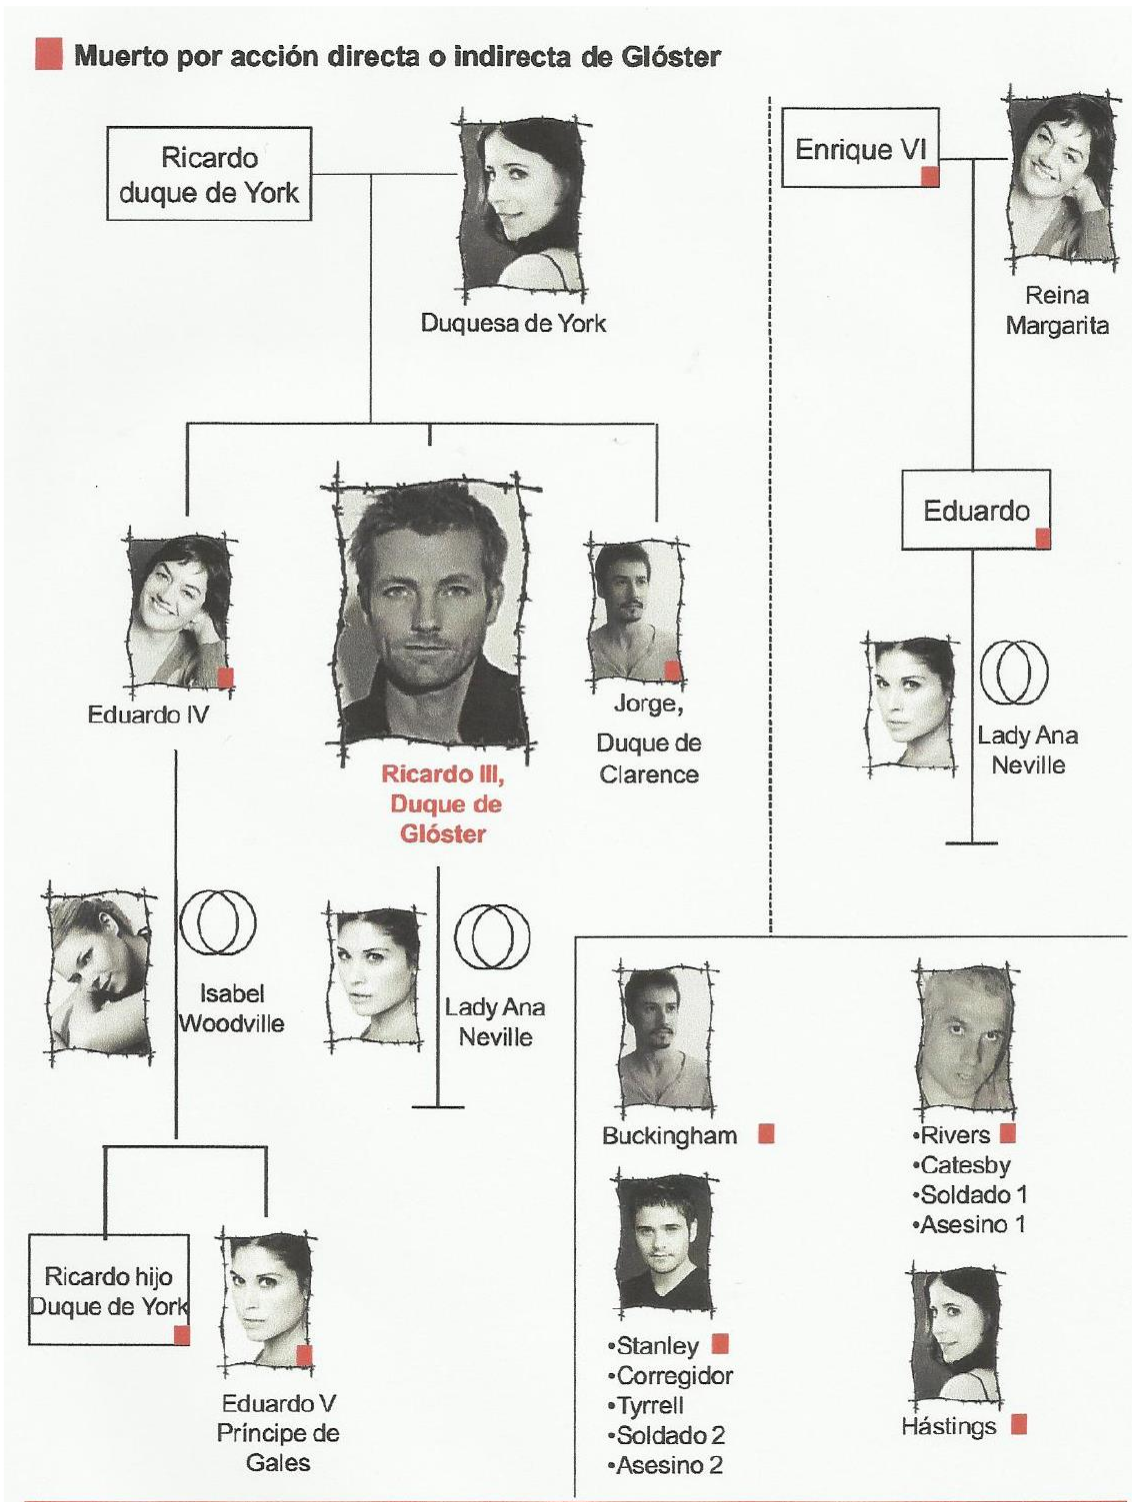 Muerto por acción directa o indirecta de Glóster
Ricardo
duque de York
Duquesa de York
Enrique VI
Reina
Margarita
Eduardo
Eduardo IV
Ricardo III,
Duque de
Glóster
Jorge,
Duque de
Clarence
Lady Ana
Neville
Isabel
Woodville
Lady Ana
Neville
Ricardo hijo
Duque de York
Eduardo V
Príncipe de
Gales
Buckingham
•Stanley
•Corregidor
•Tyrrell
•Soldado 2
•Asesino 2
•Rivers
•Catesby
•Soldado 1
•Asesino 1
Hástings